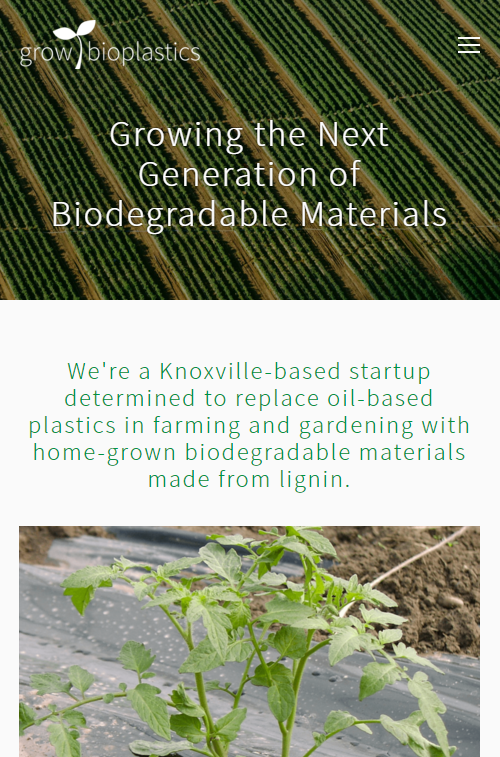 grow bioplastics
Growing the Next
Generation of
Biodegradable Materials
We're a Knoxville-based startup
determined to replace oil-based
plastics in farming and gardening with
home-grown biodegradable materials
made from lignin.